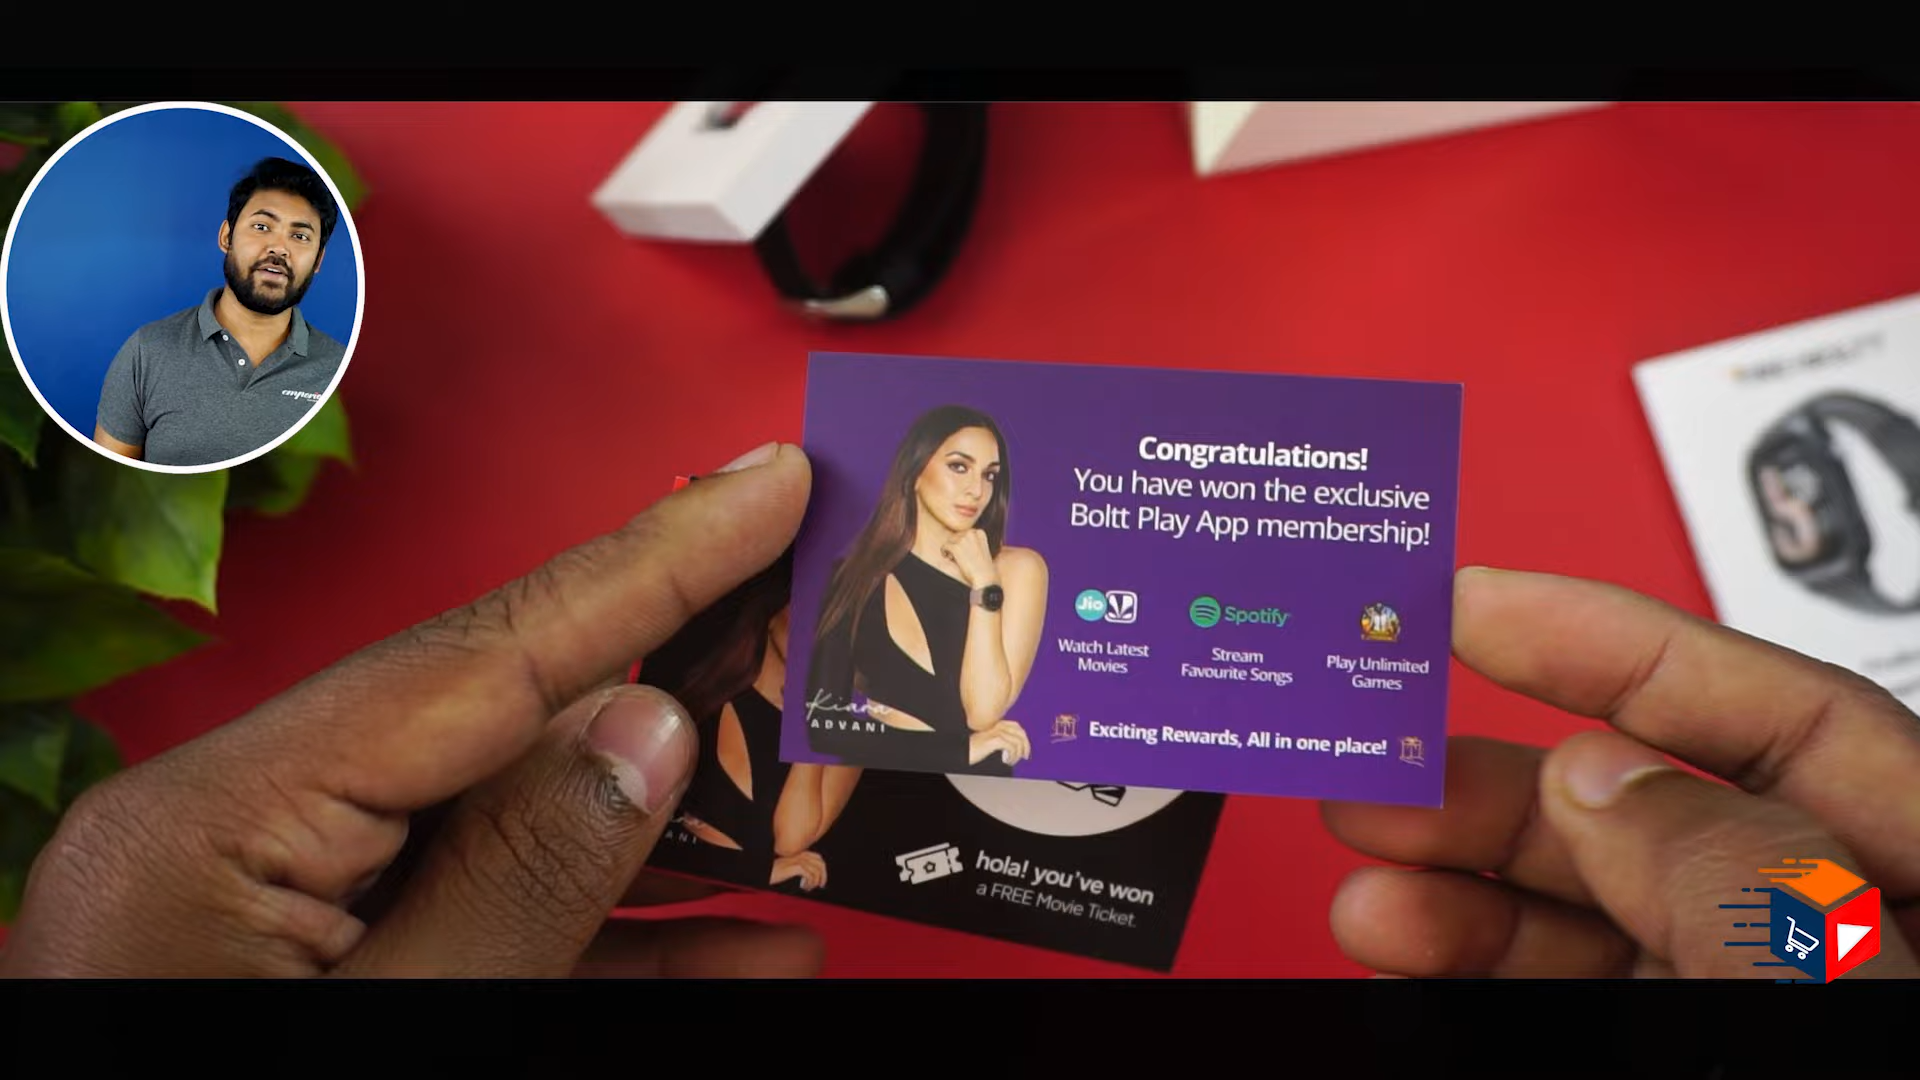 Congratulations!
You have won the exclusive
Boltt Play App membership!
Jio
Spotify
Watch Latest
Movies
Stream
Favourite Songs
Play Unlimited
Games
Exciting Rewards, All in one place!
Kiara
ADVANI
ANI
hola! you've won
a FREE Movie Ticket.